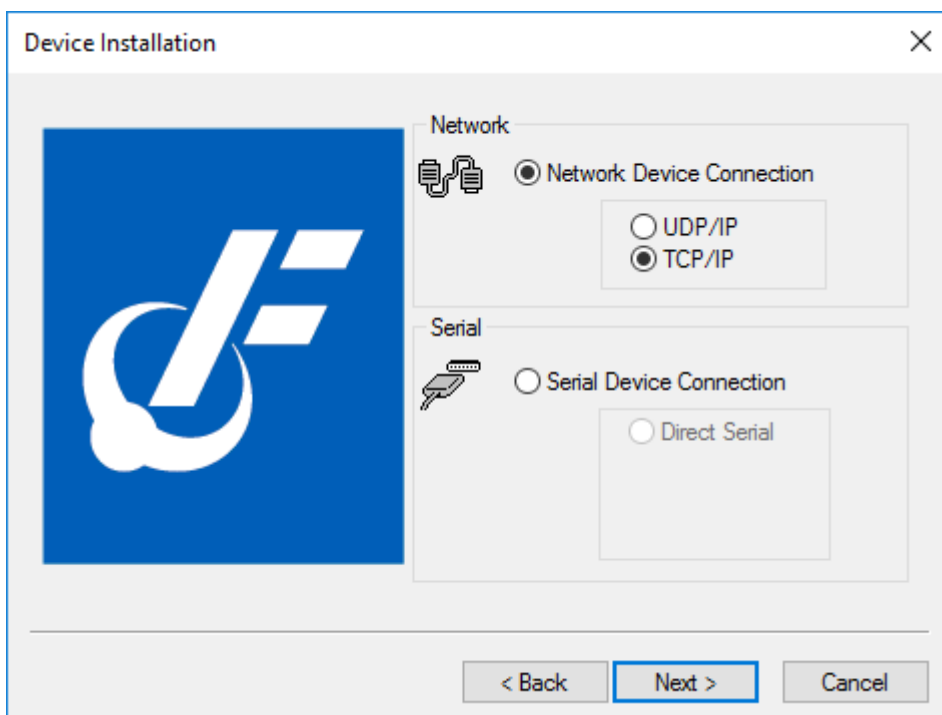 Device Installation
Network
Network Device Connection
UDP/IP
TCP/IP
Serial
Serial Device Connection
Direct Serial
< Back
Next >
Cancel